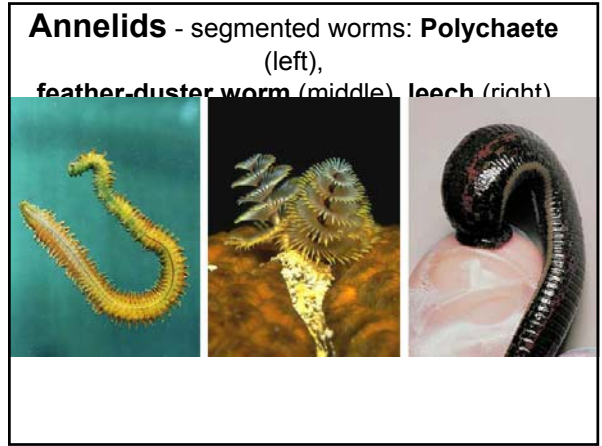 Annelids - segmented worms: Polychaete
(left),
feather-duster worm (middle), leech (right)